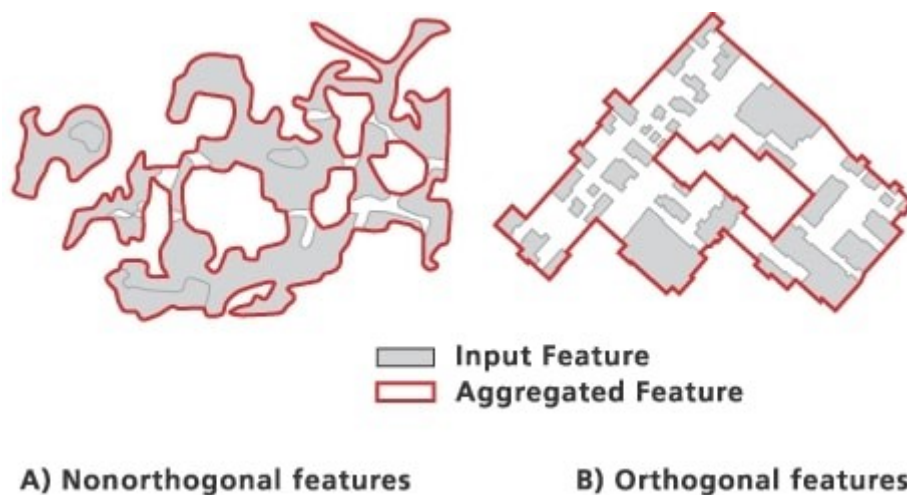 Input Feature
Aggregated Feature
A) Nonorthogonal features
B) Orthogonal features